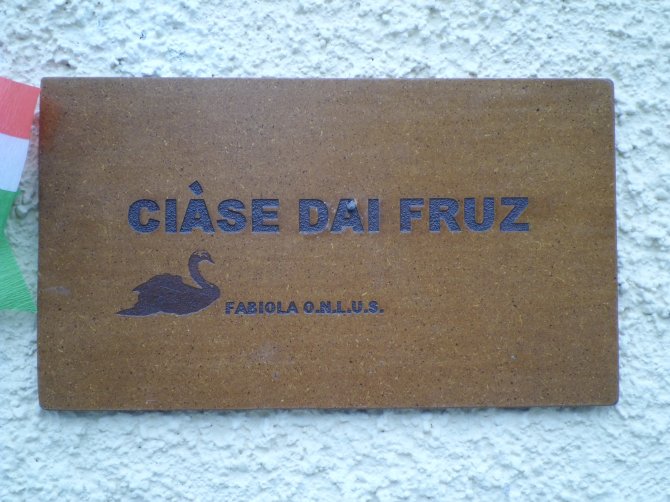 CIÀSE DAI FRUZ
FABIOLA O.N.L.U.S.